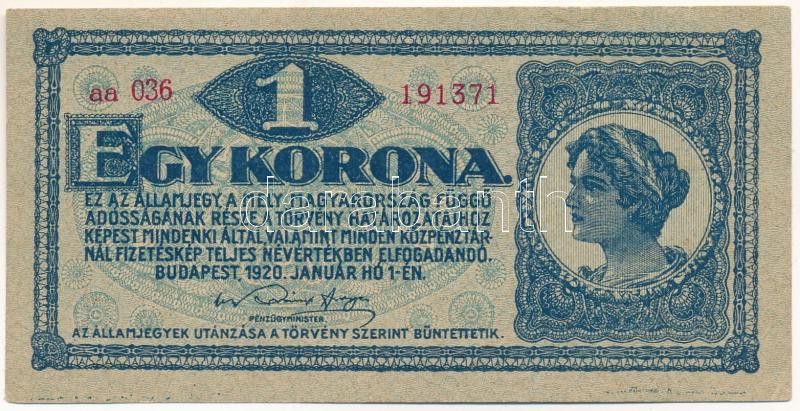 aa 036
1
191371
EGY KORONA.
EZ AZ ÁLLAMJEGY, A MELY MAGYARORSZÁG FÜGGŐ
ADÓSSÁGÁNAK RÉSZE A TÖRVÉNY HATÁROZATAIHOZ
KÉPEST MINDENKI ÁLTAL, VALAMINT MINDEN KÖZPÉNZTÁR-
NÁL FIZETÉSKÉP TELJES NÉVÉRTÉKBEN ELFOGADANDÓ.
BUDAPEST, 1920. JANUÁR HÓ 1-ÉN.
PÉNZÜGYMINISTER
AZ ÁLLAMJEGYEK UTÁNZÁSA A TÖRVÉNY SZERINT BÜNTETTETIK.
darabanth